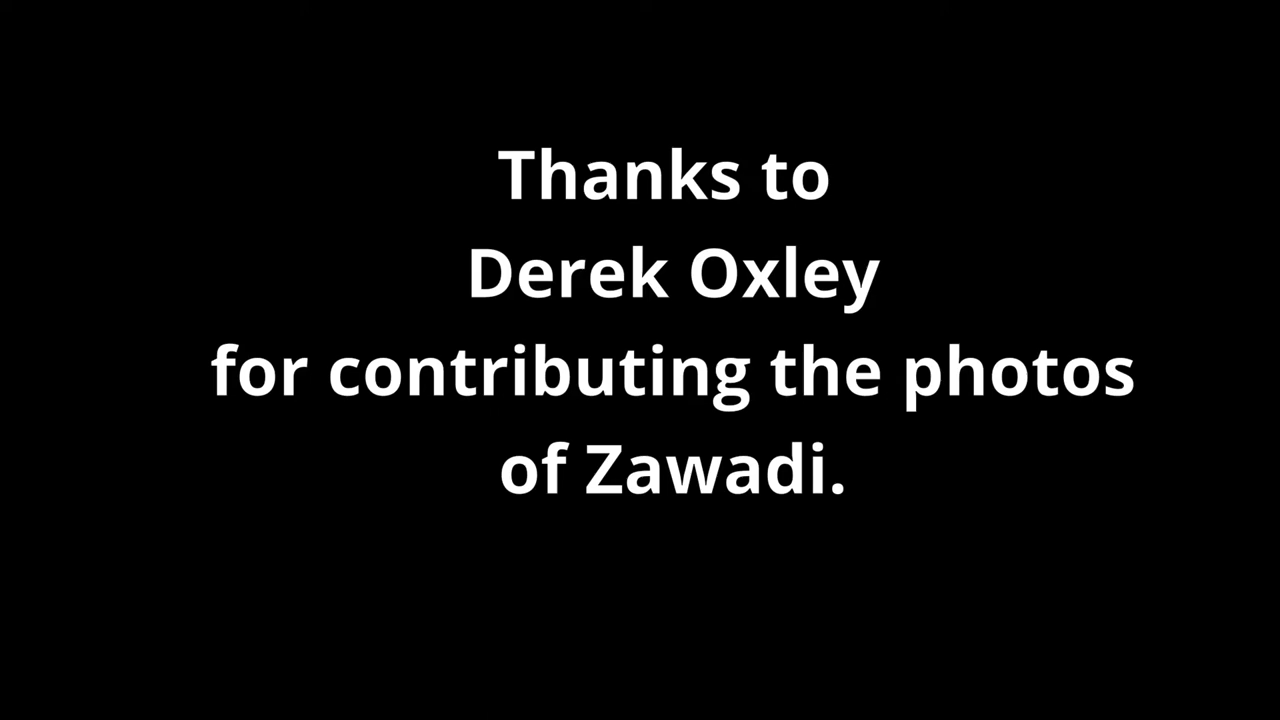 Thanks to
Derek Oxley
for contributing the photos
of Zawadi.